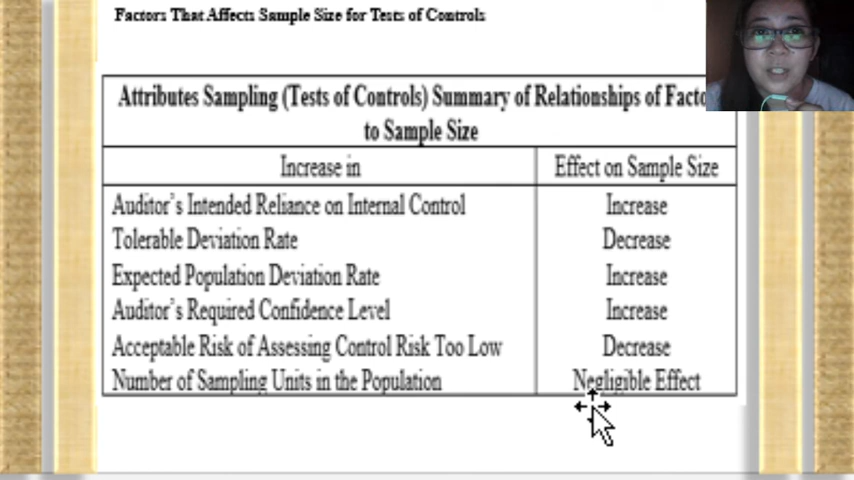 Factors That Affects Sample Size for Tests of Controls
Attributes Sampling (Tests of Controls) Summary of Relationships of
to Sample Size
Increase in Effect on Sample Size
Auditor's Intended Reliance on Internal Control Increase
Tolerable Deviation Rate Decrease
Expected Population Deviation Rate Increase
Auditor's Required Confidence Level Increase
Acceptable Risk of Assessing Control Risk Too Low Decrease
Number of Sampling Units in the Population Negligible Effect